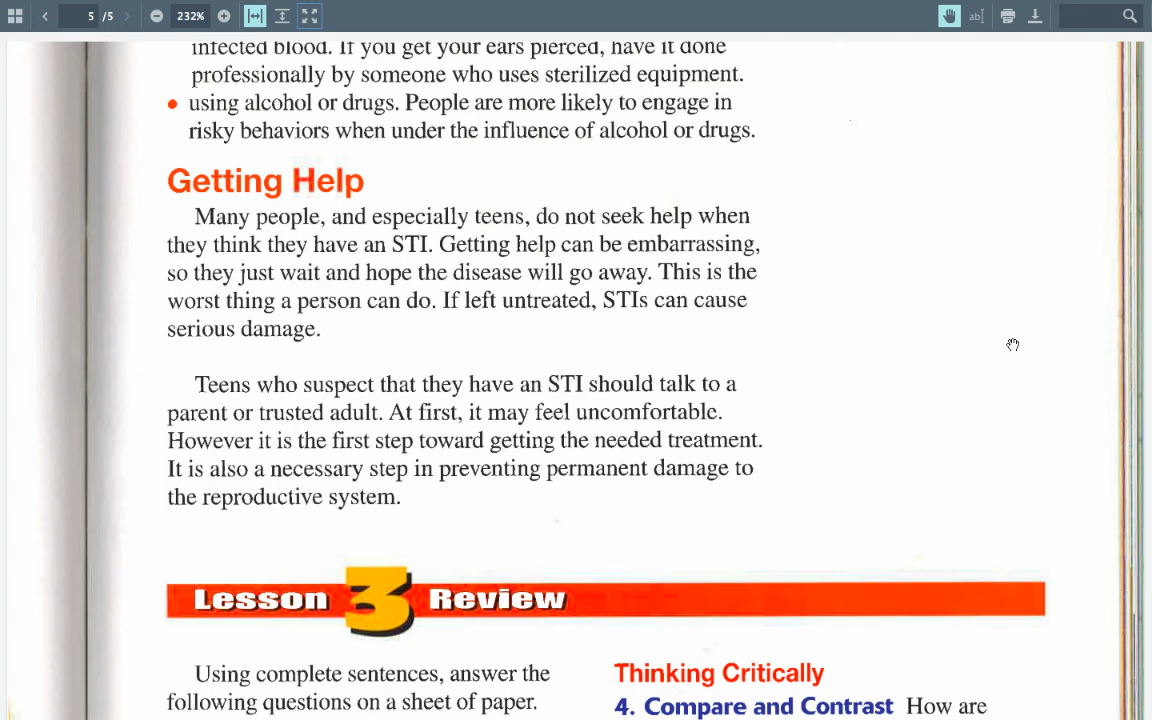 5 /5
232%
infected blood. If you get your ears pierced, have it done
professionally by someone who uses sterilized equipment.
• using alcohol or drugs. People are more likely to engage in
risky behaviors when under the influence of alcohol or drugs.
Getting Help
Many people, and especially teens, do not seek help when
they think they have an STI. Getting help can be embarrassing,
so they just wait and hope the disease will go away. This is the
worst thing a person can do. If left untreated, STIs can cause
serious damage.
Teens who suspect that they have an STI should talk to a
parent or trusted adult. At first, it may feel uncomfortable.
However it is the first step toward getting the needed treatment.
It is also a necessary step in preventing permanent damage to
the reproductive system.
Lesson 3 Review
Using complete sentences, answer the
following questions on a sheet of paper.
Thinking Critically
4. Compare and Contrast How are